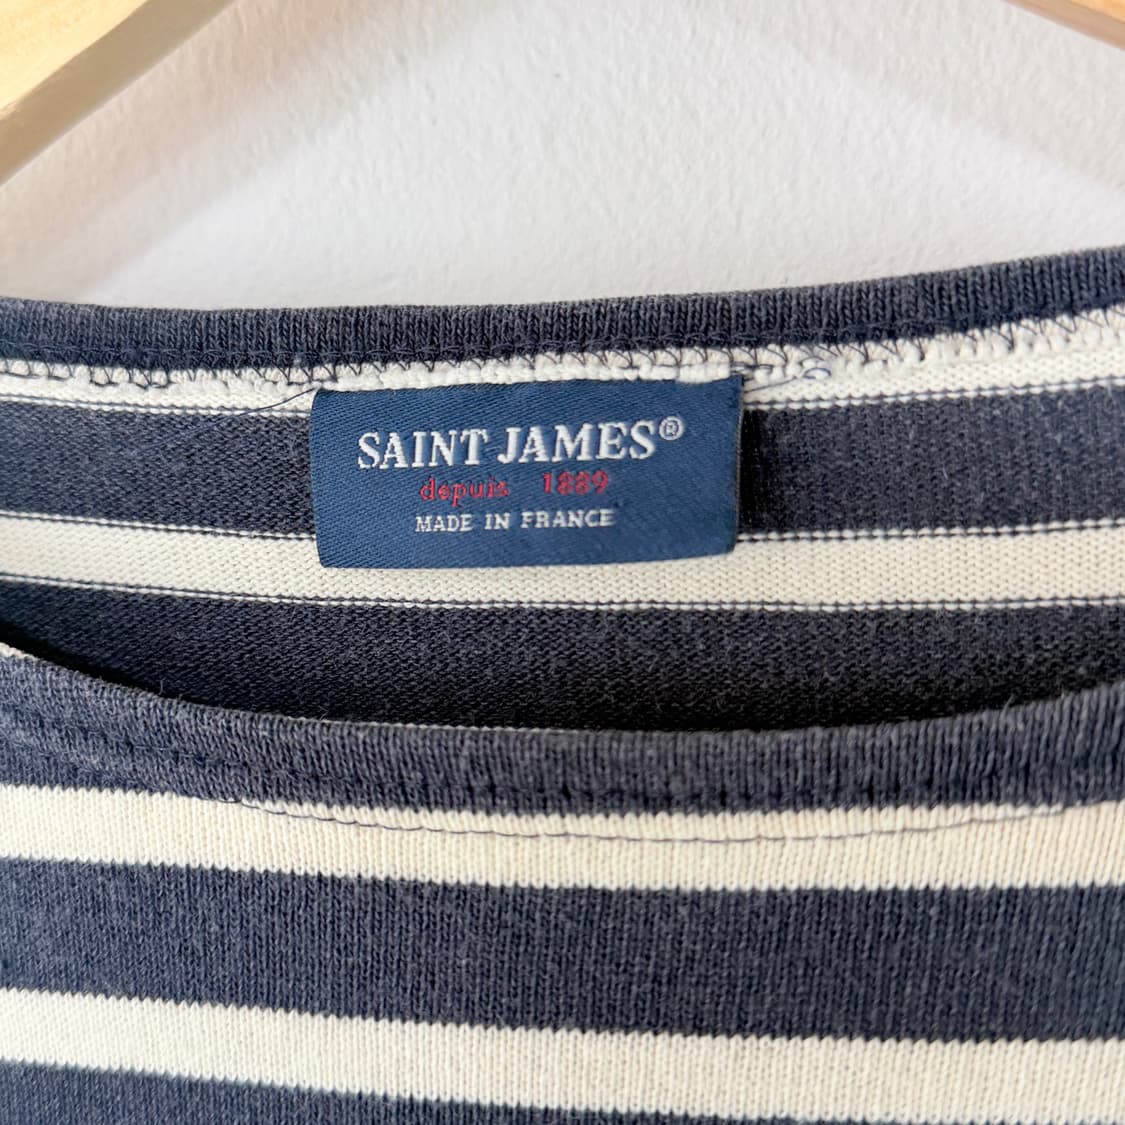 SAINT JAMES®
depuis 1889
MADE IN FRANCE